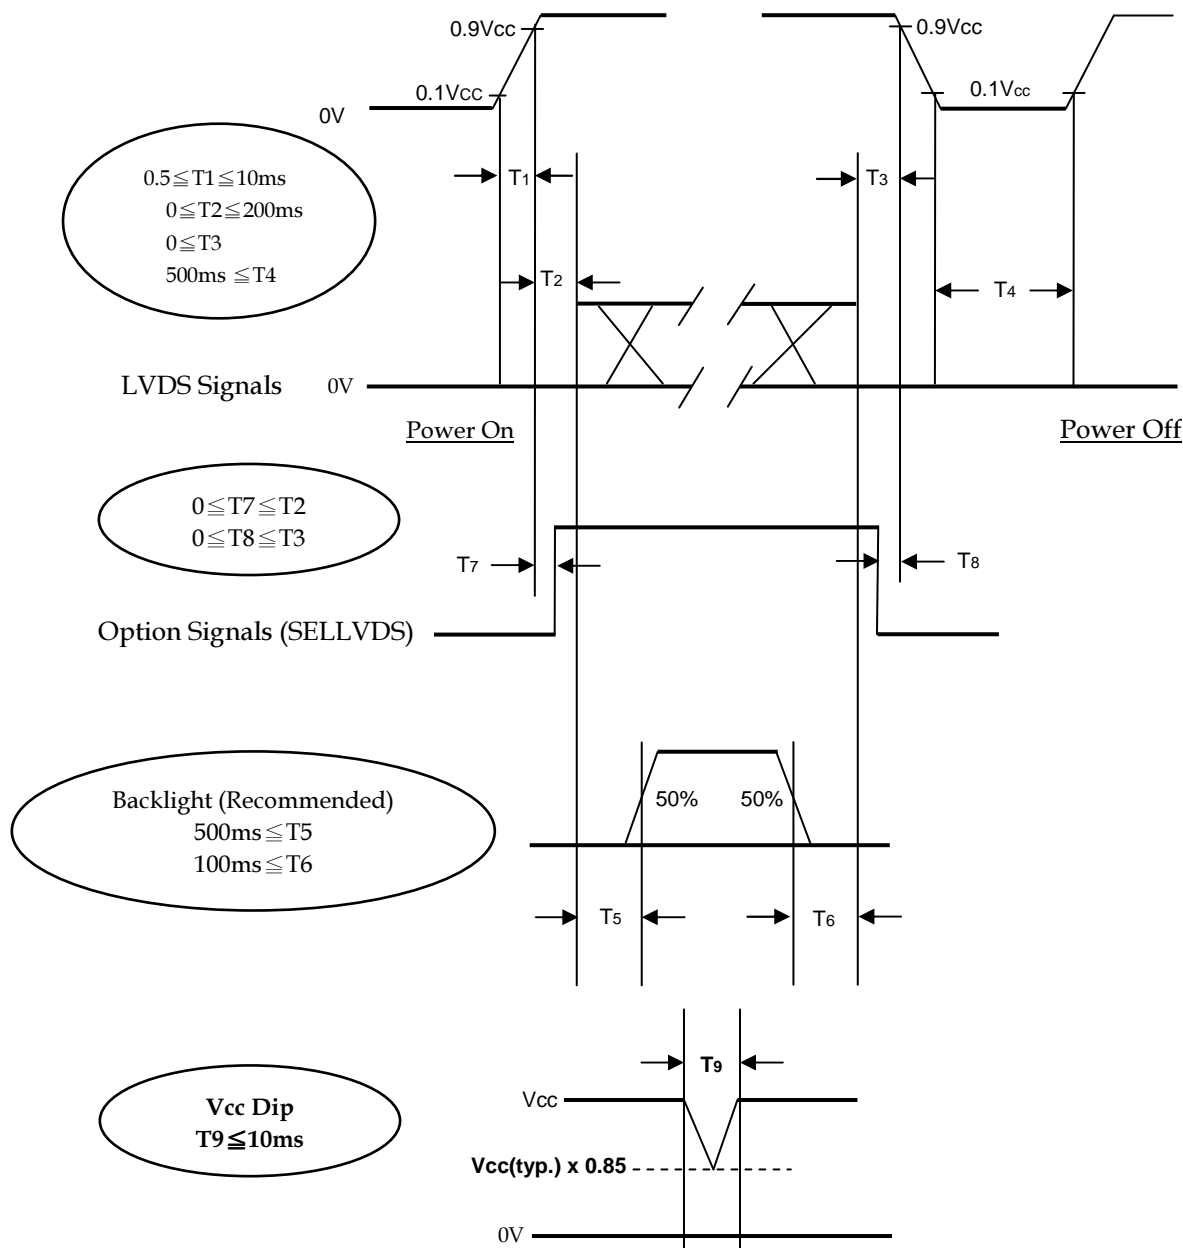 0.9Vcc
0.9Vcc
0.1Vcc
0.1Vcc
0V
0.5≦T1≦10ms
0≦T2≦200ms
0≦T3
500ms ≦T4
T1
T3
T2
T4
LVDS Signals
0V
Power On
Power Off
0≦T7≦T2
0≦T8≦T3
T7
T8
Option Signals (SELLVDS)
Backlight (Recommended)
500ms≦T5
100ms≦T6
50%
50%
T5
T6
Vcc Dip
T9≦10ms
T9
Vcc
Vcc(typ.) x 0.85
0V